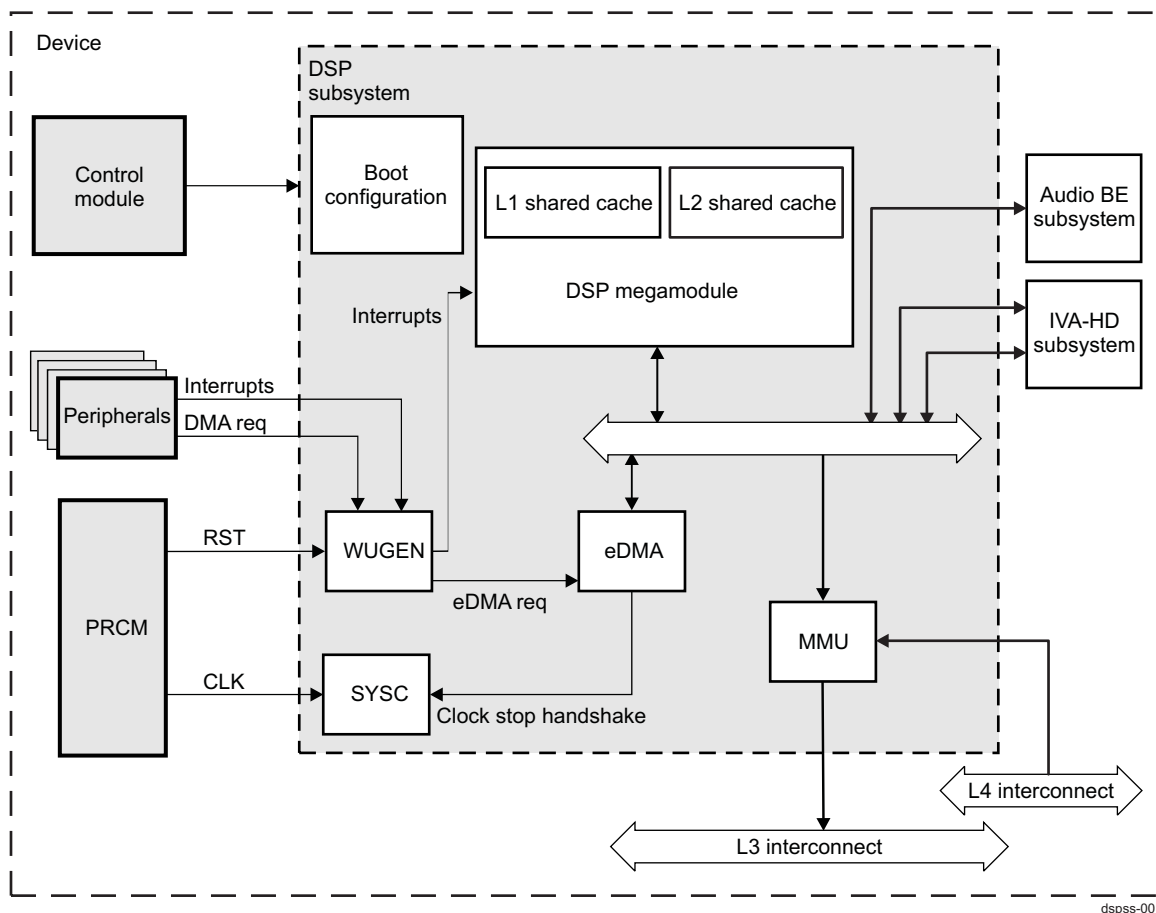 Device
DSP
subsystem
Control
module
Boot
configuration
L1 shared cache
L2 shared cache
DSP megamodule
Audio BE
subsystem
IVA-HD
subsystem
Interrupts
Interrupts
Peripherals
DMA req
RST
WUGEN
eDMA
eDMA req
PRCM
MMU
CLK
SYSC
Clock stop handshake
L4 interconnect
L3 interconnect
dspss-00